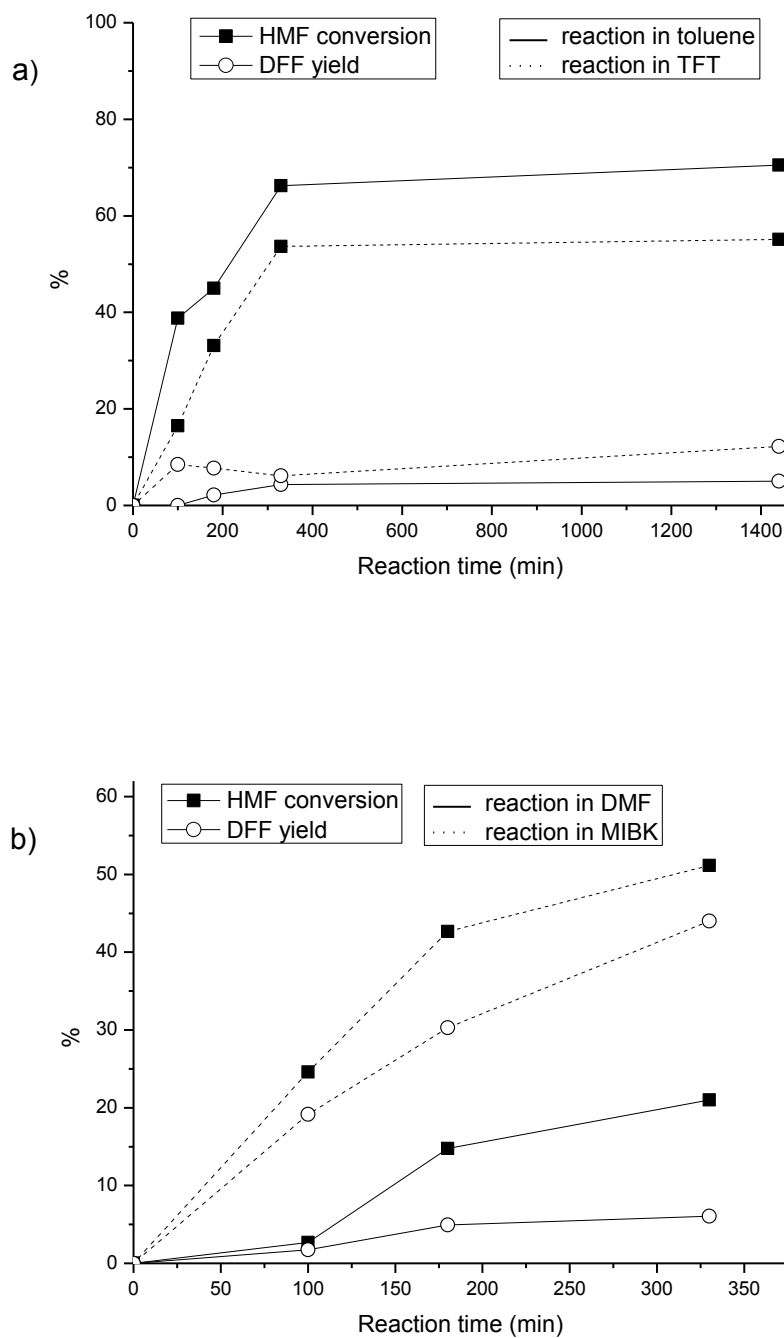 a)
HMF conversion
DFF yield
reaction in toluene
reaction in TFT
100
80
60
40
20
0
%
0 200 400 600 800 1000 1200 1400
Reaction time (min)
b)
HMF conversion
DFF yield
reaction in DMF
reaction in MIBK
60
50
40
30
20
10
0
%
0 50 100 150 200 250 300 350
Reaction time (min)